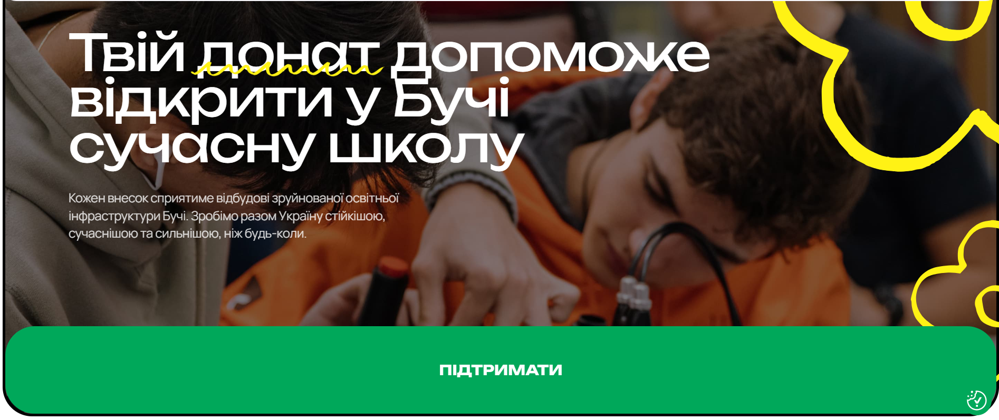 Твій донат допоможе
відкрити у Бучі
сучасну школу
Кожен внесок сприятиме відбудові зруйнованої освітньої
інфраструктури Бучі. Зробімо разом Україну стійкішою,
сучаснішою та сильнішою, ніж будь-коли.
ПІДТРИМАТИ